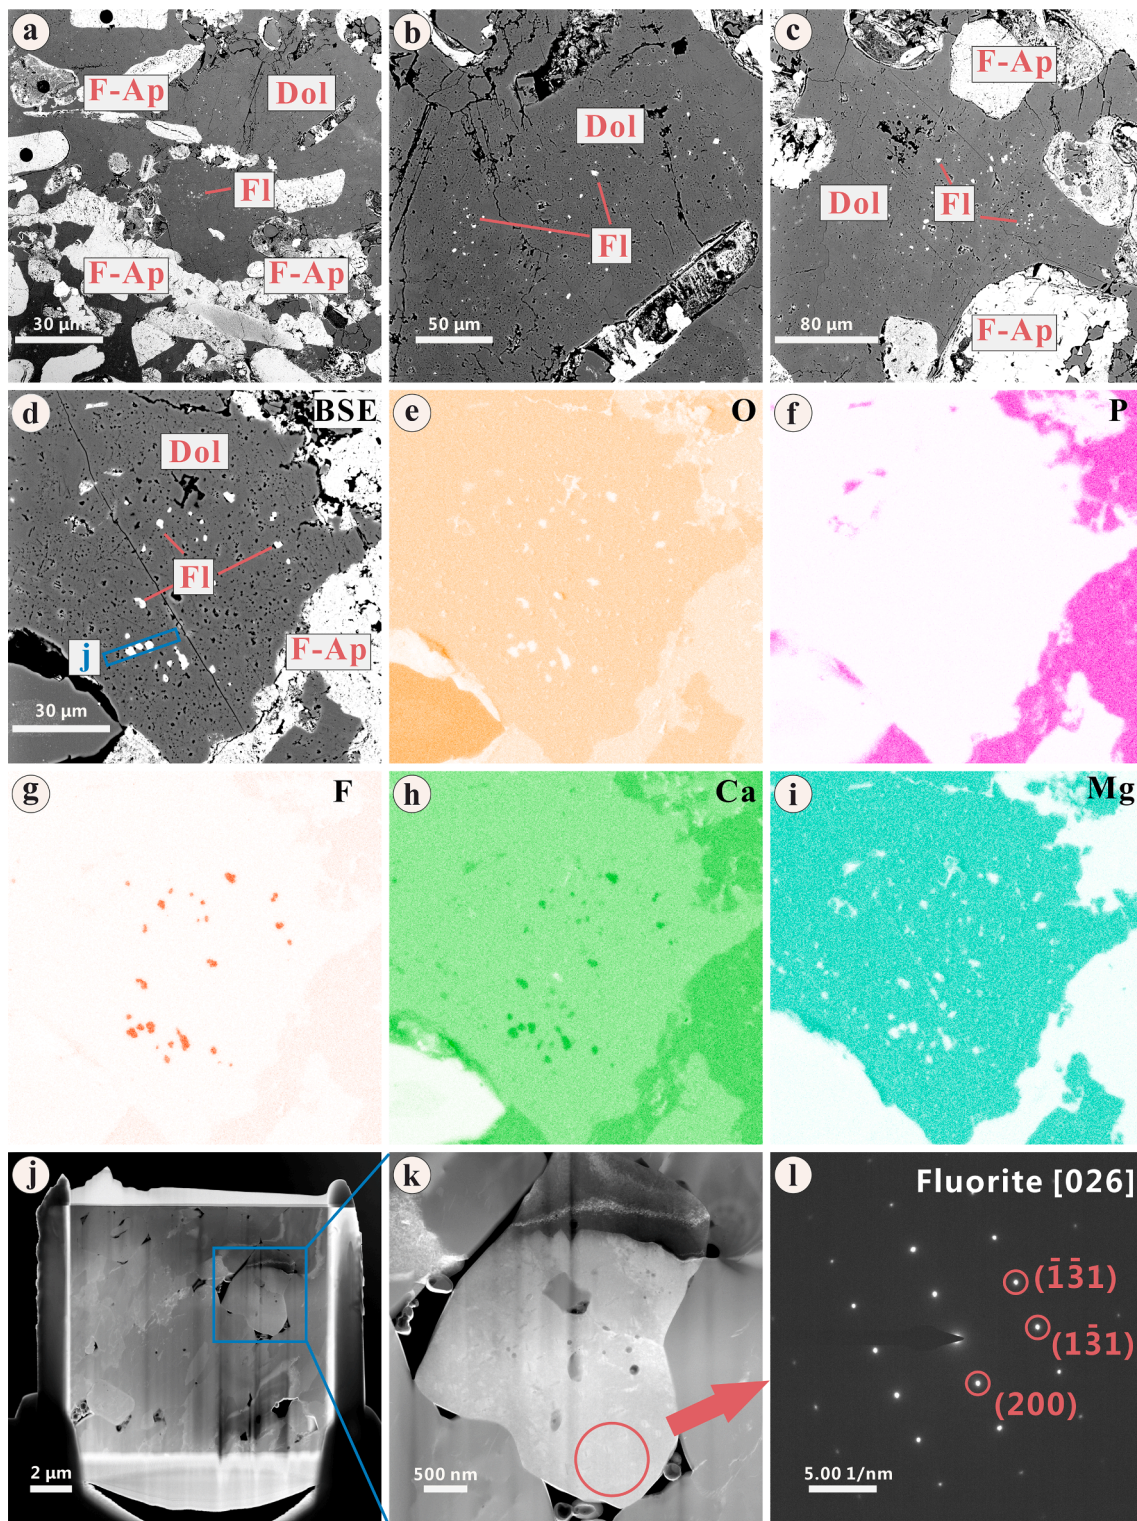 a
F-Ap
Dol
Fl
F-Ap
F-Ap
30 μm
b
Dol
Fl
50 μm
c
F-Ap
Dol
Fl
F-Ap
80 μm
d
BSE
Dol
Fl
j
F-Ap
30 μm
e
O
f
P
g
F
h
Ca
i
Mg
j
2 μm
k
500 nm
l
Fluorite [026]
(1̄3̄1)
(13̄1)
(200)
5.00 1/nm